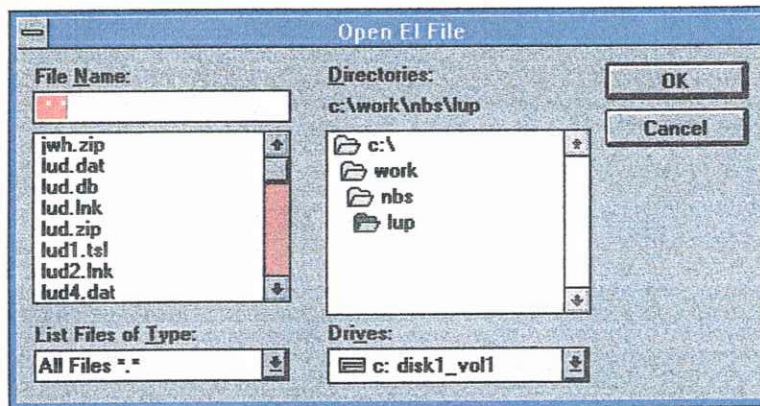 Open EI File
File Name:
*.*
jwh.zip
lud.dat
lud.db
lud.lnk
lud.zip
lud1.tsl
lud2.lnk
lud4.dat
List Files of Type:
All Files *.*
Directories:
c:\work\nbs\lup
c:\
work
nbs
lup
Drives:
c: disk1_vol1
OK
Cancel